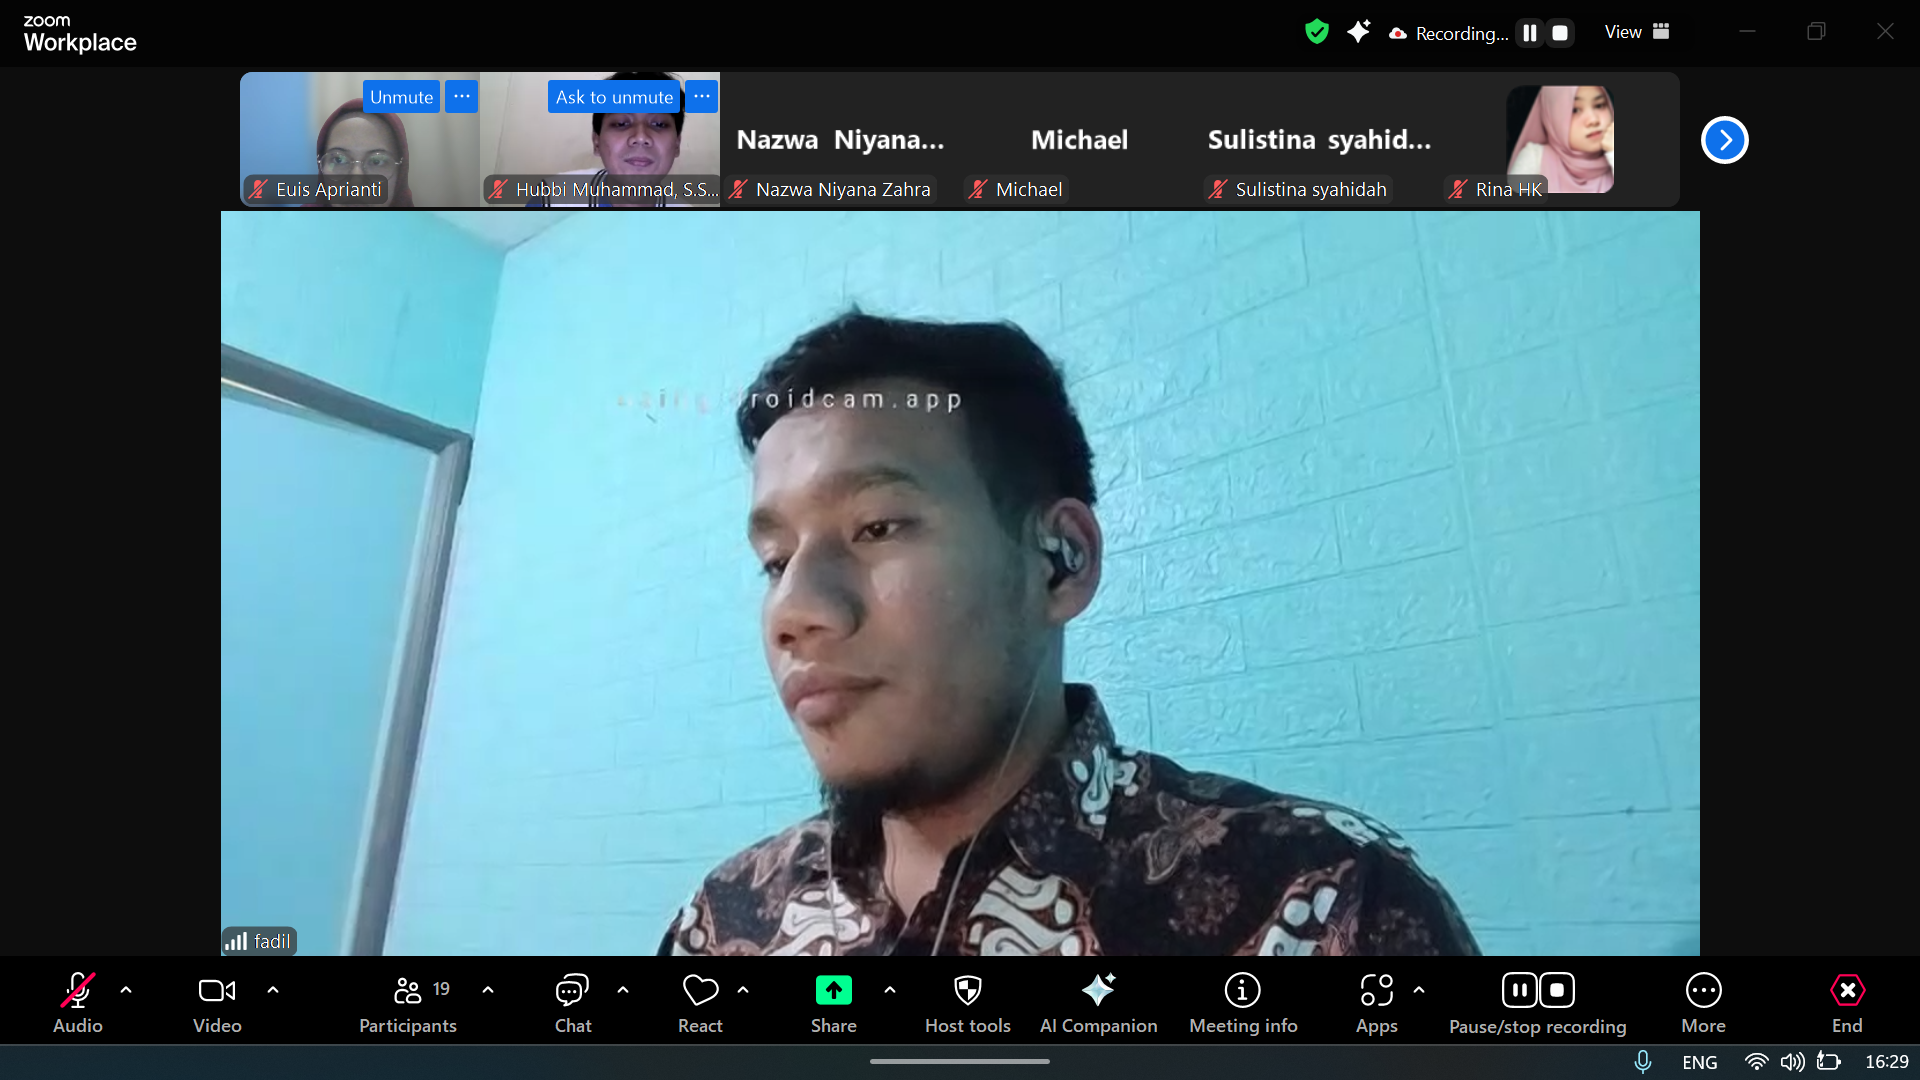 zoom
Workplace
Recording...
View
Unmute
Ask to unmute
Nazwa Niyana...
Michael
Sulistina syahid...
Euis Aprianti
Hubbi Muhammad, S.S...
Nazwa Niyana Zahra
Michael
Sulistina syahidah
Rina HK
roidcam.app
fadil
19
Audio
Video
Participants
Chat
React
Share
Host tools
AI Companion
Meeting info
Apps
Pause/stop recording
More
End
ENG
16:29